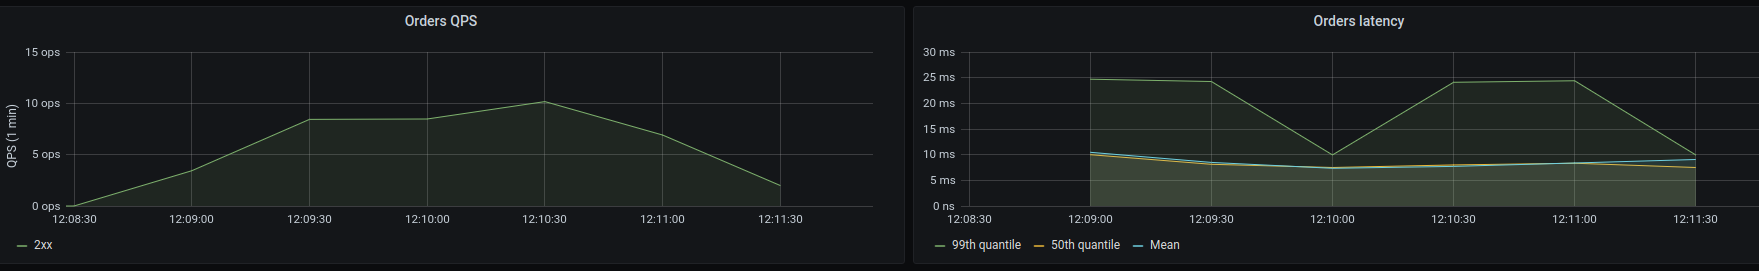 Orders QPS
15 ops
10 ops
5 ops
0 ops
QPS (1 min)
12:08:30 12:09:00 12:09:30 12:10:00 12:10:30 12:11:00 12:11:30
2xx
Orders latency
30 ms
25 ms
20 ms
15 ms
10 ms
5 ms
0 ns
12:08:30 12:09:00 12:09:30 12:10:00 12:10:30 12:11:00 12:11:30
99th quantile 50th quantile Mean